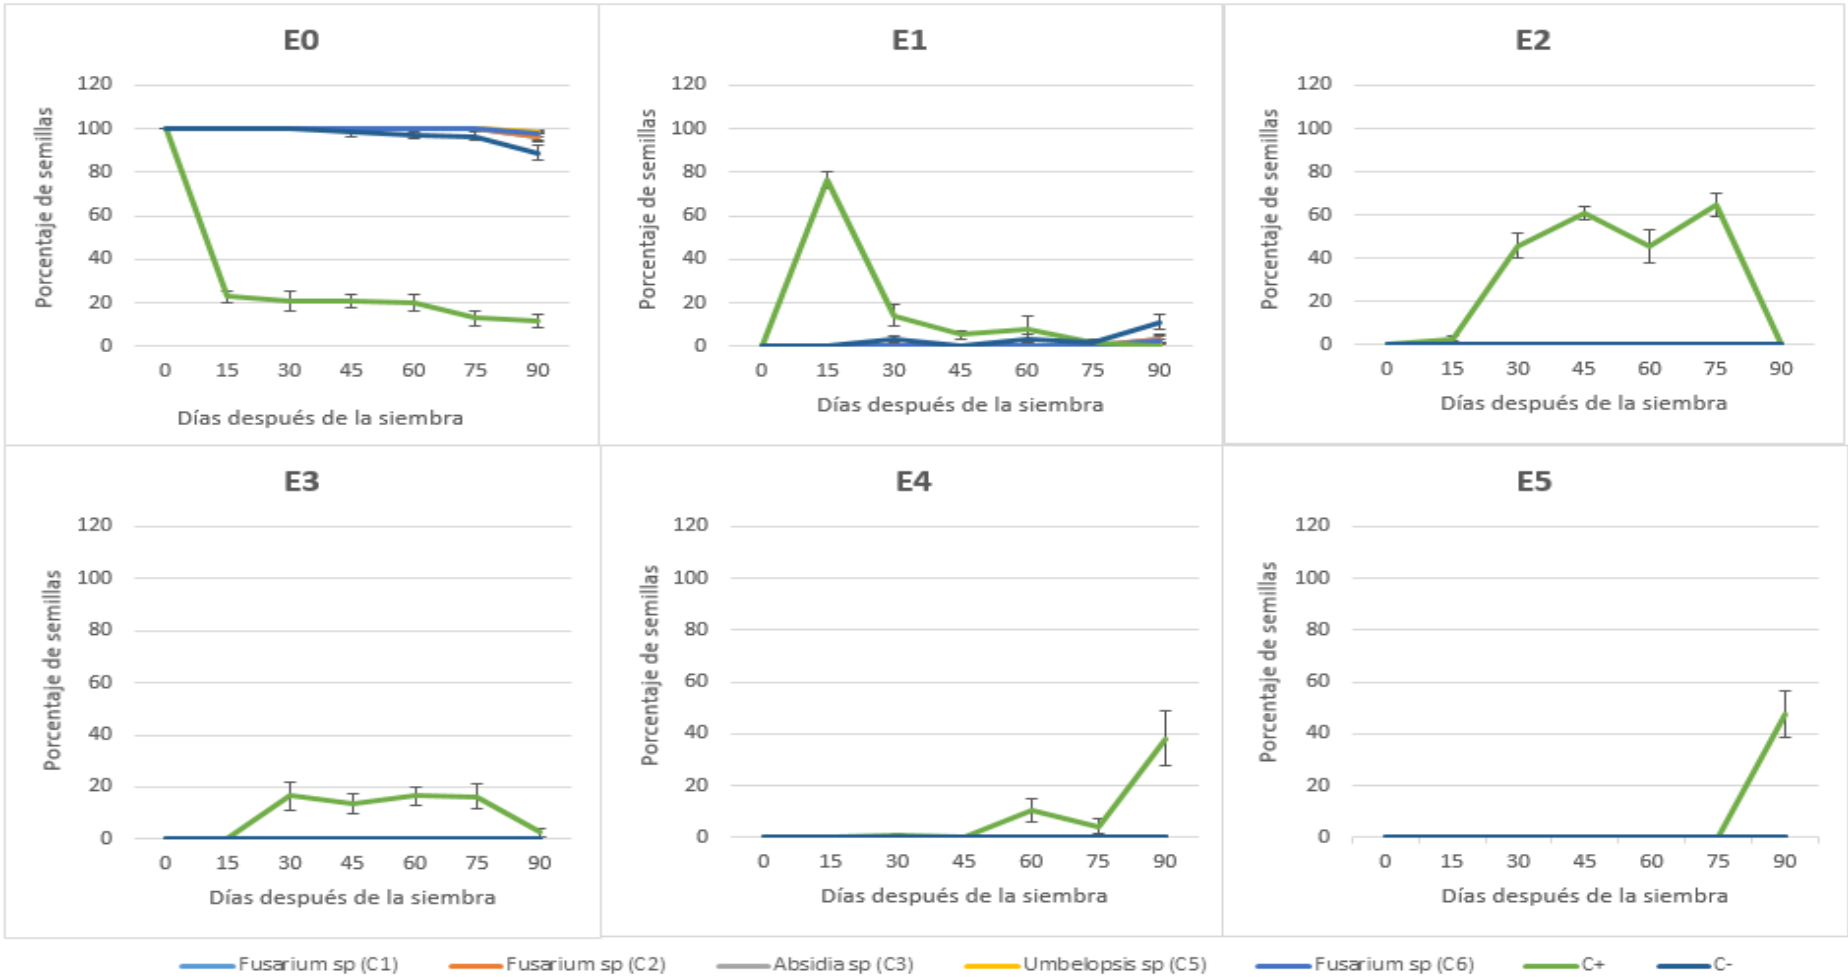 E0
120
100
80
60
40
20
0
Porcentaje de semillas
0 15 30 45 60 75 90
Días después de la siembra
E1
120
100
80
60
40
20
0
Porcentaje de semillas
0 15 30 45 60 75 90
Días después de la siembra
E2
120
100
80
60
40
20
0
Porcentaje de semillas
0 15 30 45 60 75 90
Días después de la siembra
E3
120
100
80
60
40
20
0
Porcentaje de semillas
0 15 30 45 60 75 90
Días después de la siembra
E4
120
100
80
60
40
20
0
Porcentaje de semillas
0 15 30 45 60 75 90
Días después de la siembra
E5
120
100
80
60
40
20
0
Porcentaje de semillas
0 15 30 45 60 75 90
Días después de la siembra
Fusarium sp (C1) Fusarium sp (C2) Absidia sp (C3) Umbelopsis sp (C5) Fusarium sp (C6) C+ C-